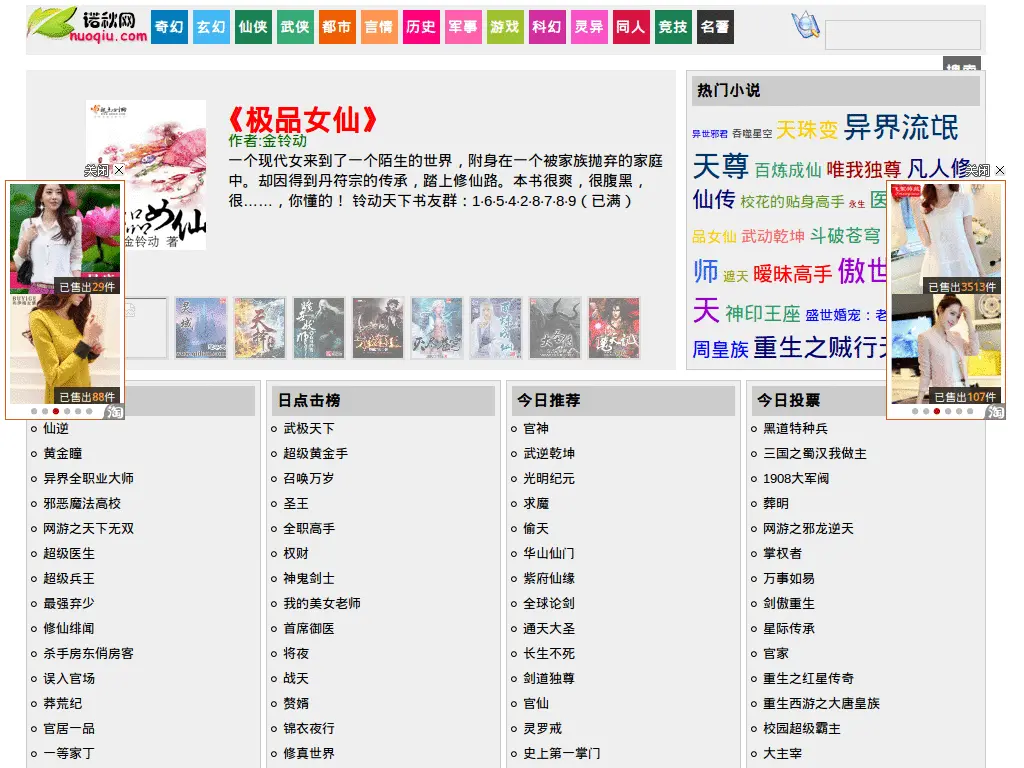 诺秋网
nuoqiu.com
奇幻 玄幻 仙侠 武侠 都市 言情 历史 军事 游戏 科幻 灵异 同人 竞技 名著
《极品女仙》
作者:金铃动
一个现代女来到了一个陌生的世界，附身在一个被家族抛弃的家庭
中。却因得到丹符宗的传承，踏上修仙路。本书很爽，很腹黑，
很……，你懂的！ 铃动天下书友群：1·6·5·4·2·8·7·8·9 ( 已满 )
金铃动 著
热门小说
异世邪君 吞噬星空 天珠变 异界流氓
天尊 百炼成仙 唯我独尊 凡人修
仙传 校花的贴身高手 永生 医
品女仙 武动乾坤 斗破苍穹
师 遮天 暧昧高手 傲世
天 神印王座 盛世婚宠：老
周皇族 重生之贼行天
关闭 ×
已售出29件
已售出88件
淘
关闭 ×
已售出3513件
已售出107件
淘
仙逆
黄金瞳
异界全职业大师
邪恶魔法高校
网游之天下无双
超级医生
超级兵王
最强弃少
修仙绯闻
杀手房东俏房客
误入官场
莽荒纪
官居一品
一等家丁
日点击榜
武极天下
超级黄金手
召唤万岁
圣王
全职高手
权财
神鬼剑士
我的美女老师
首席御医
将夜
战天
赘婿
锦衣夜行
修真世界
今日推荐
官神
武逆乾坤
光明纪元
求魔
偷天
华山仙门
紫府仙缘
全球论剑
通天大圣
长生不死
剑道独尊
官仙
灵罗戒
史上第一掌门
今日投票
黑道特种兵
三国之蜀汉我做主
1908大军阀
葬明
网游之邪龙逆天
掌权者
万事如易
剑傲重生
星际传承
官家
重生之红星传奇
重生西游之大唐皇族
校园超级霸主
大主宰